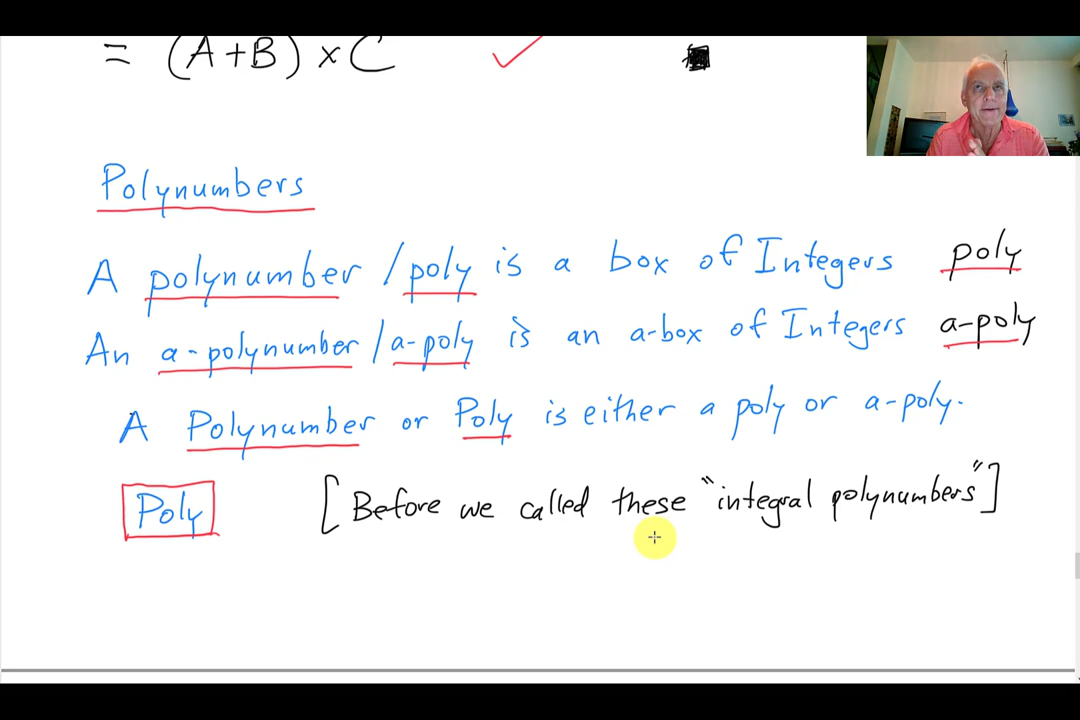 = (A+B) × C
Polynumbers
A polynumber / poly is a box of Integers poly
An a-polynumber / a-poly is an a-box of Integers a-poly
A Polynumber or Poly is either a poly or a-poly.
Poly [Before we called these "integral polynumbers"]